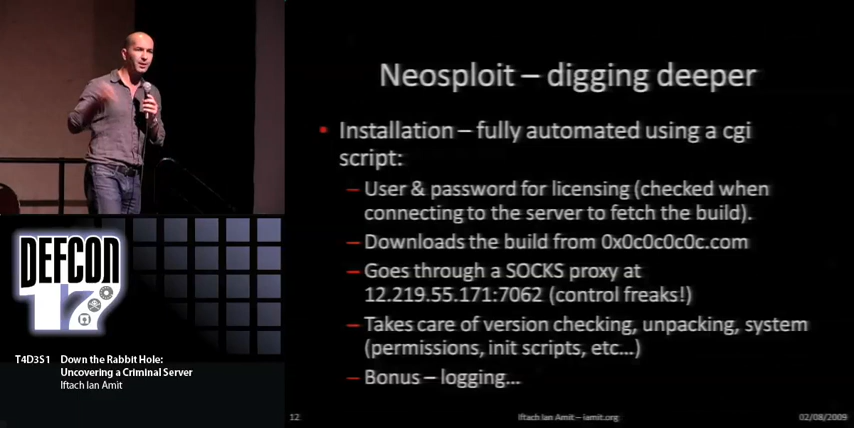 Neosploit – digging deeper
• Installation – fully automated using a cgi
script:
– User & password for licensing (checked when
connecting to the server to fetch the build).
– Downloads the build from 0x0c0c0c0c.com
– Goes through a SOCKS proxy at
12.219.55.171:7062 (control freaks!)
– Takes care of version checking, unpacking, system
(permissions, init scripts, etc...)
– Bonus – logging...
12
Iftach Ian Amit – iamit.org
02/08/2009
DEFCON
17
T4D3S1 Down the Rabbit Hole:
Uncovering a Criminal Server
Iftach Ian Amit